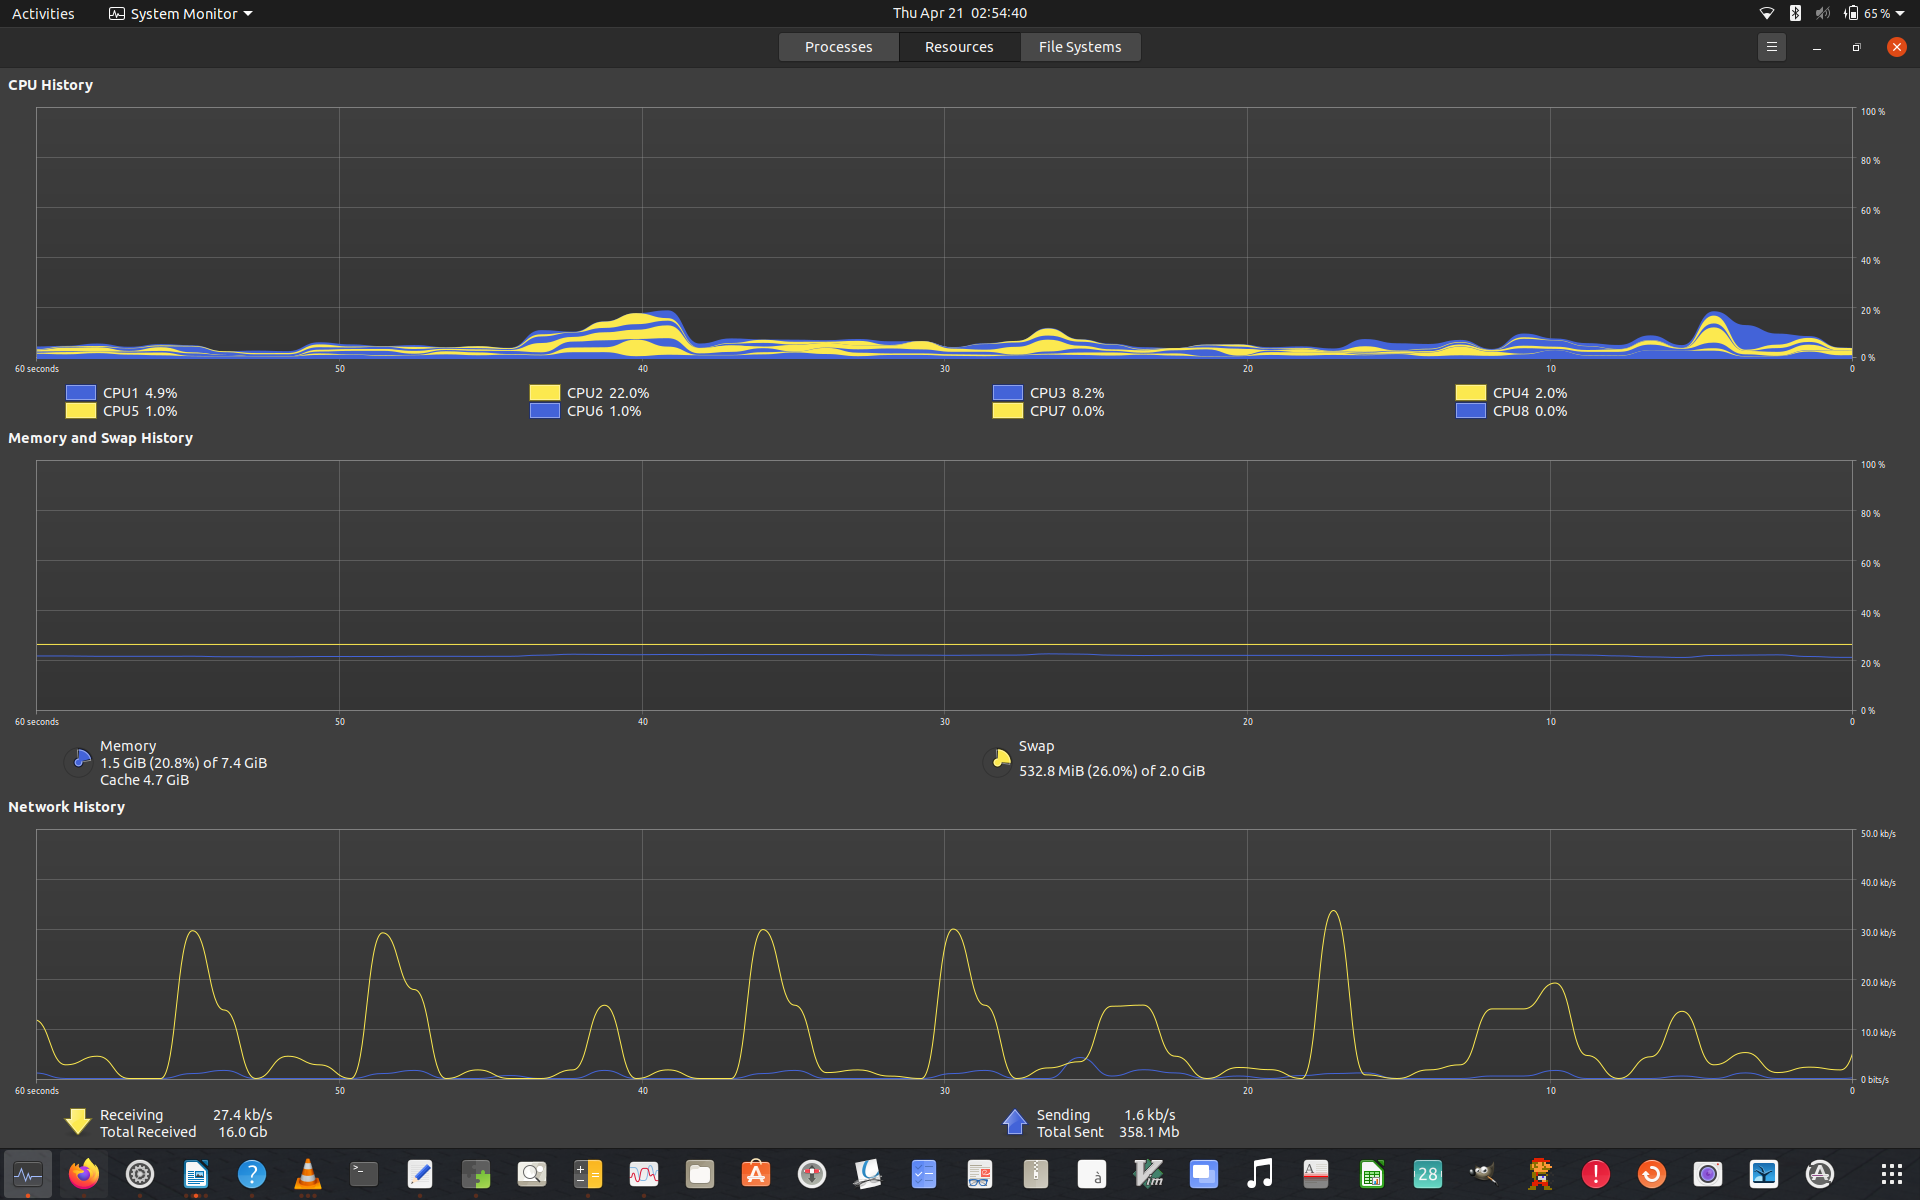 Activities System Monitor Thu Apr 21 02:54:40 65 %
Processes Resources File Systems
CPU History
100 %
80 %
60 %
40 %
20 %
0 %
60 seconds 50 40 30 20 10 0
CPU1 4.9% CPU2 22.0% CPU3 8.2% CPU4 2.0%
CPU5 1.0% CPU6 1.0% CPU7 0.0% CPU8 0.0%
Memory and Swap History
100 %
80 %
60 %
40 %
20 %
0 %
60 seconds 50 40 30 20 10 0
Memory Swap
1.5 GiB (20.8%) of 7.4 GiB 532.8 MiB (26.0%) of 2.0 GiB
Cache 4.7 GiB
Network History
50.0 kb/s
40.0 kb/s
30.0 kb/s
20.0 kb/s
10.0 kb/s
0 bits/s
60 seconds 50 40 30 20 10 0
Receiving 27.4 kb/s Sending 1.6 kb/s
Total Received 16.0 Gb Total Sent 358.1 Mb
? >_ A à Vim A 28 !